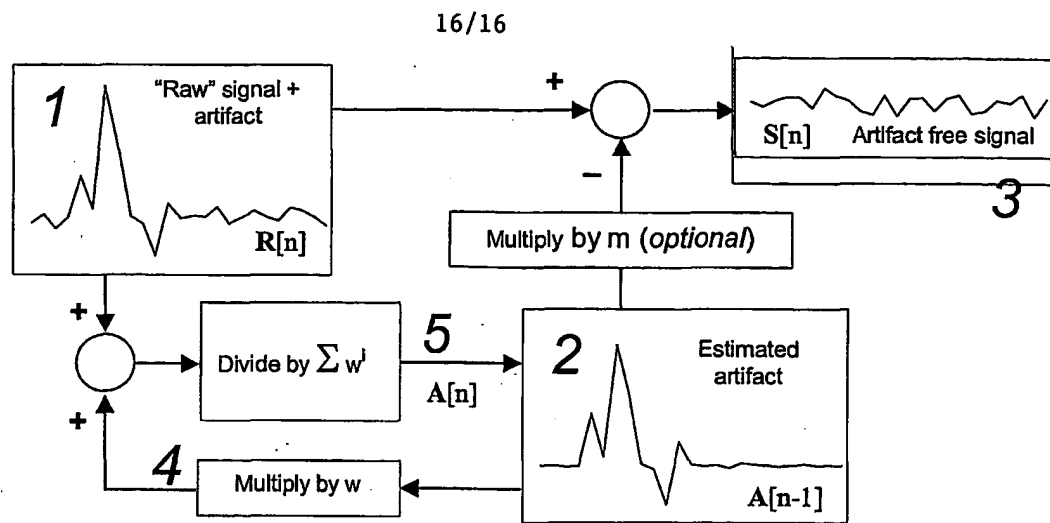 16/16
1
"Raw" signal +
artifact
R[n]
+
−
S[n]
Artifact free signal
3
Multiply by m (optional)
+
+
Divide by Σ wʲ
5
A[n]
2
Estimated
artifact
A[n-1]
4
Multiply by w